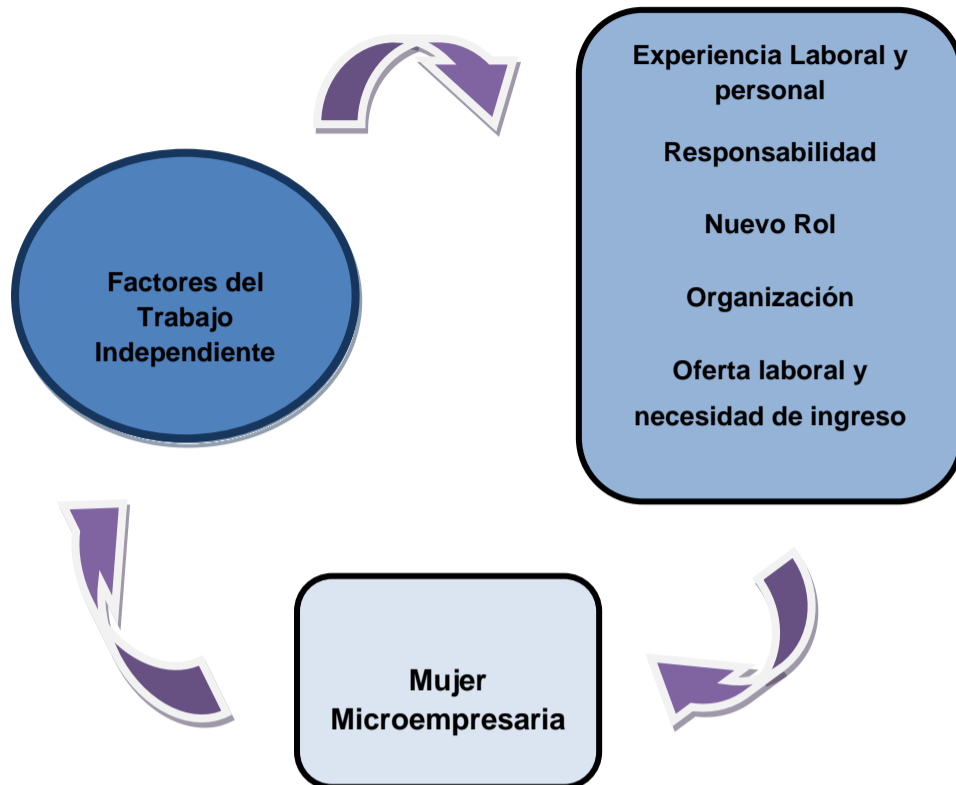 Experiencia Laboral y
personal
Responsabilidad
Nuevo Rol
Organización
Oferta laboral y
necesidad de ingreso
Factores del
Trabajo
Independiente
Mujer
Microempresaria